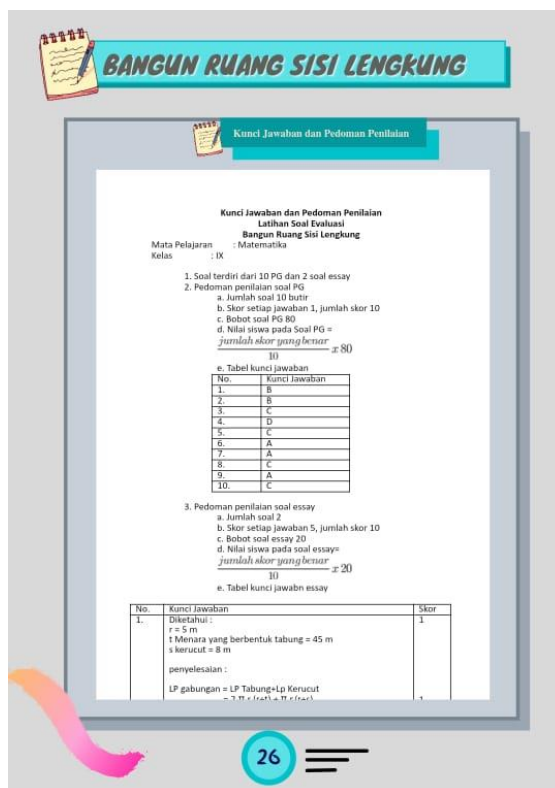 BANGUN RUANG SISI LENGKUNG
Kunci Jawaban dan Pedoman Penilaian
Kunci Jawaban dan Pedoman Penilaian
Latihan Soal Evaluasi
Bangun Ruang Sisi Lengkung
Mata Pelajaran : Matematika
Kelas : IX
1. Soal terdiri dari 10 PG dan 2 soal essay
2. Pedoman penilaian soal PG
a. Jumlah soal 10 butir
b. Skor setiap jawaban 1, jumlah skor 10
c. Bobot soal PG 80
d. Nilai siswa pada Soal PG =
jumlah skor yang benar
10
x 80
e. Tabel kunci jawaban
No. Kunci Jawaban
1. B
2. B
3. C
4. D
5. C
6. A
7. A
8. C
9. A
10. C
3. Pedoman penilaian soal essay
a. Jumlah soal 2
b. Skor setiap jawaban 5, jumlah skor 10
c. Bobot soal essay 20
d. Nilai siswa pada soal essay=
jumlah skor yang benar
10
x 20
e. Tabel kunci jawabn essay
No. Kunci Jawaban Skor
1. Diketahui : 1
r = 5 m
t Menara yang berbentuk tabung = 45 m
s kerucut = 8 m
penyelesaian :
LP gabungan = LP Tabung+Lp Kerucut
26